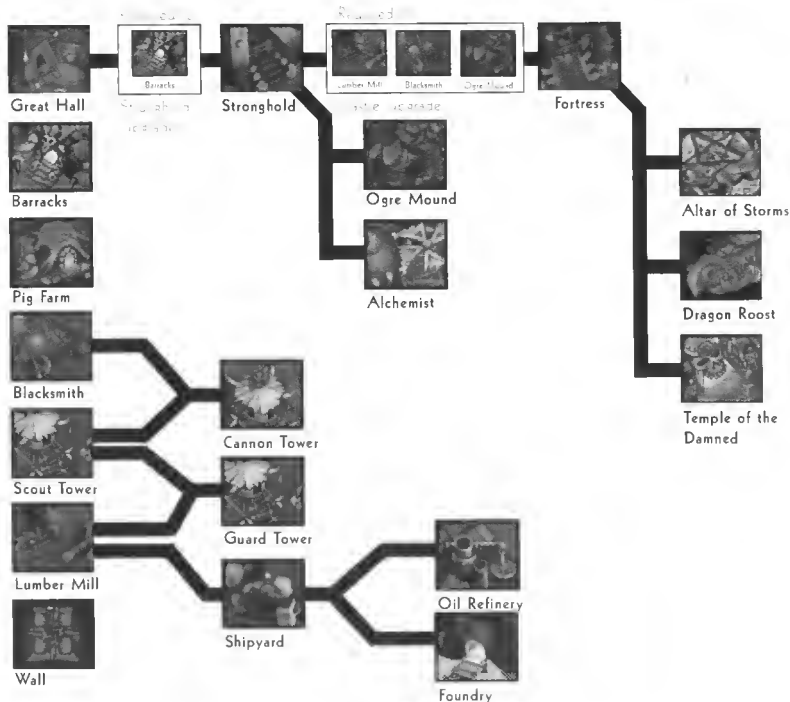 Required
Barracks
Lumber Mill
Blacksmith
Ogre Mound
Great Hall
Stronghold
upgrade
Fortress
Barracks
Ogre Mound
Altar of Storms
Pig Farm
Alchemist
Dragon Roost
Blacksmith
Cannon Tower
Temple of the
Damned
Scout Tower
Guard Tower
Lumber Mill
Oil Refinery
Shipyard
Wall
Foundry